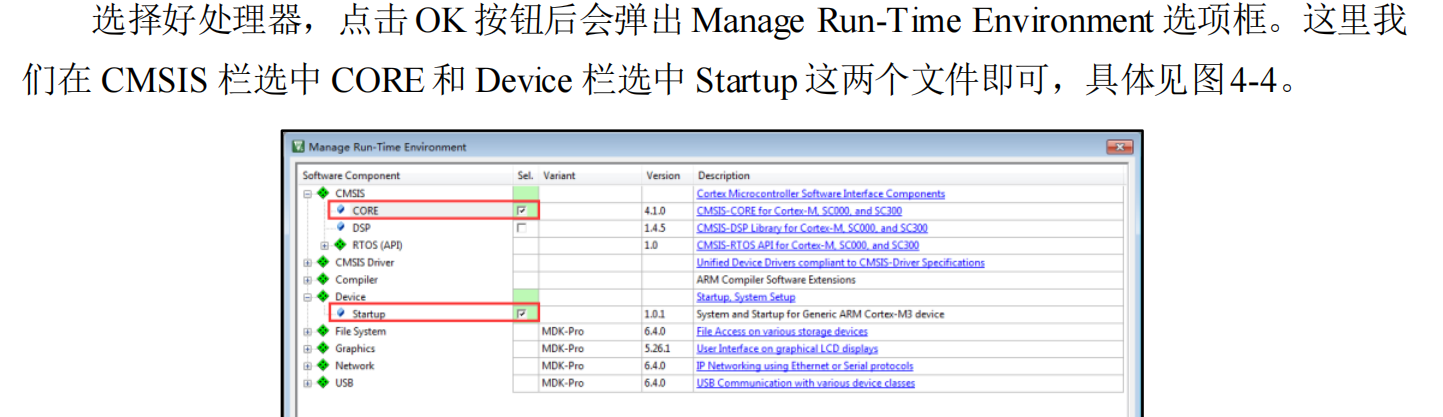 选择好处理器，点击 OK 按钮后会弹出 Manage Run-Time Environment 选项框。这里我
们在 CMSIS 栏选中 CORE 和 Device 栏选中 Startup 这两个文件即可，具体见图 4-4。
Manage Run-Time Environment
Software Component Sel. Variant Version Description
CMSIS Cortex Microcontroller Software Interface Components
CORE 4.1.0 CMSIS-CORE for Cortex-M, SC000, and SC300
DSP 1.4.5 CMSIS-DSP Library for Cortex-M, SC000, and SC300
RTOS (API) 1.0 CMSIS-RTOS API for Cortex-M, SC000, and SC300
CMSIS Driver Unified Device Drivers compliant to CMSIS-Driver Specifications
Compiler ARM Compiler Software Extensions
Device Startup, System Setup
Startup 1.0.1 System and Startup for Generic ARM Cortex-M3 device
File System MDK-Pro 6.4.0 File Access on various storage devices
Graphics MDK-Pro 5.26.1 User Interface on graphical LCD displays
Network MDK-Pro 6.4.0 IP Networking using Ethernet or Serial protocols
USB MDK-Pro 6.4.0 USB Communication with various device classes